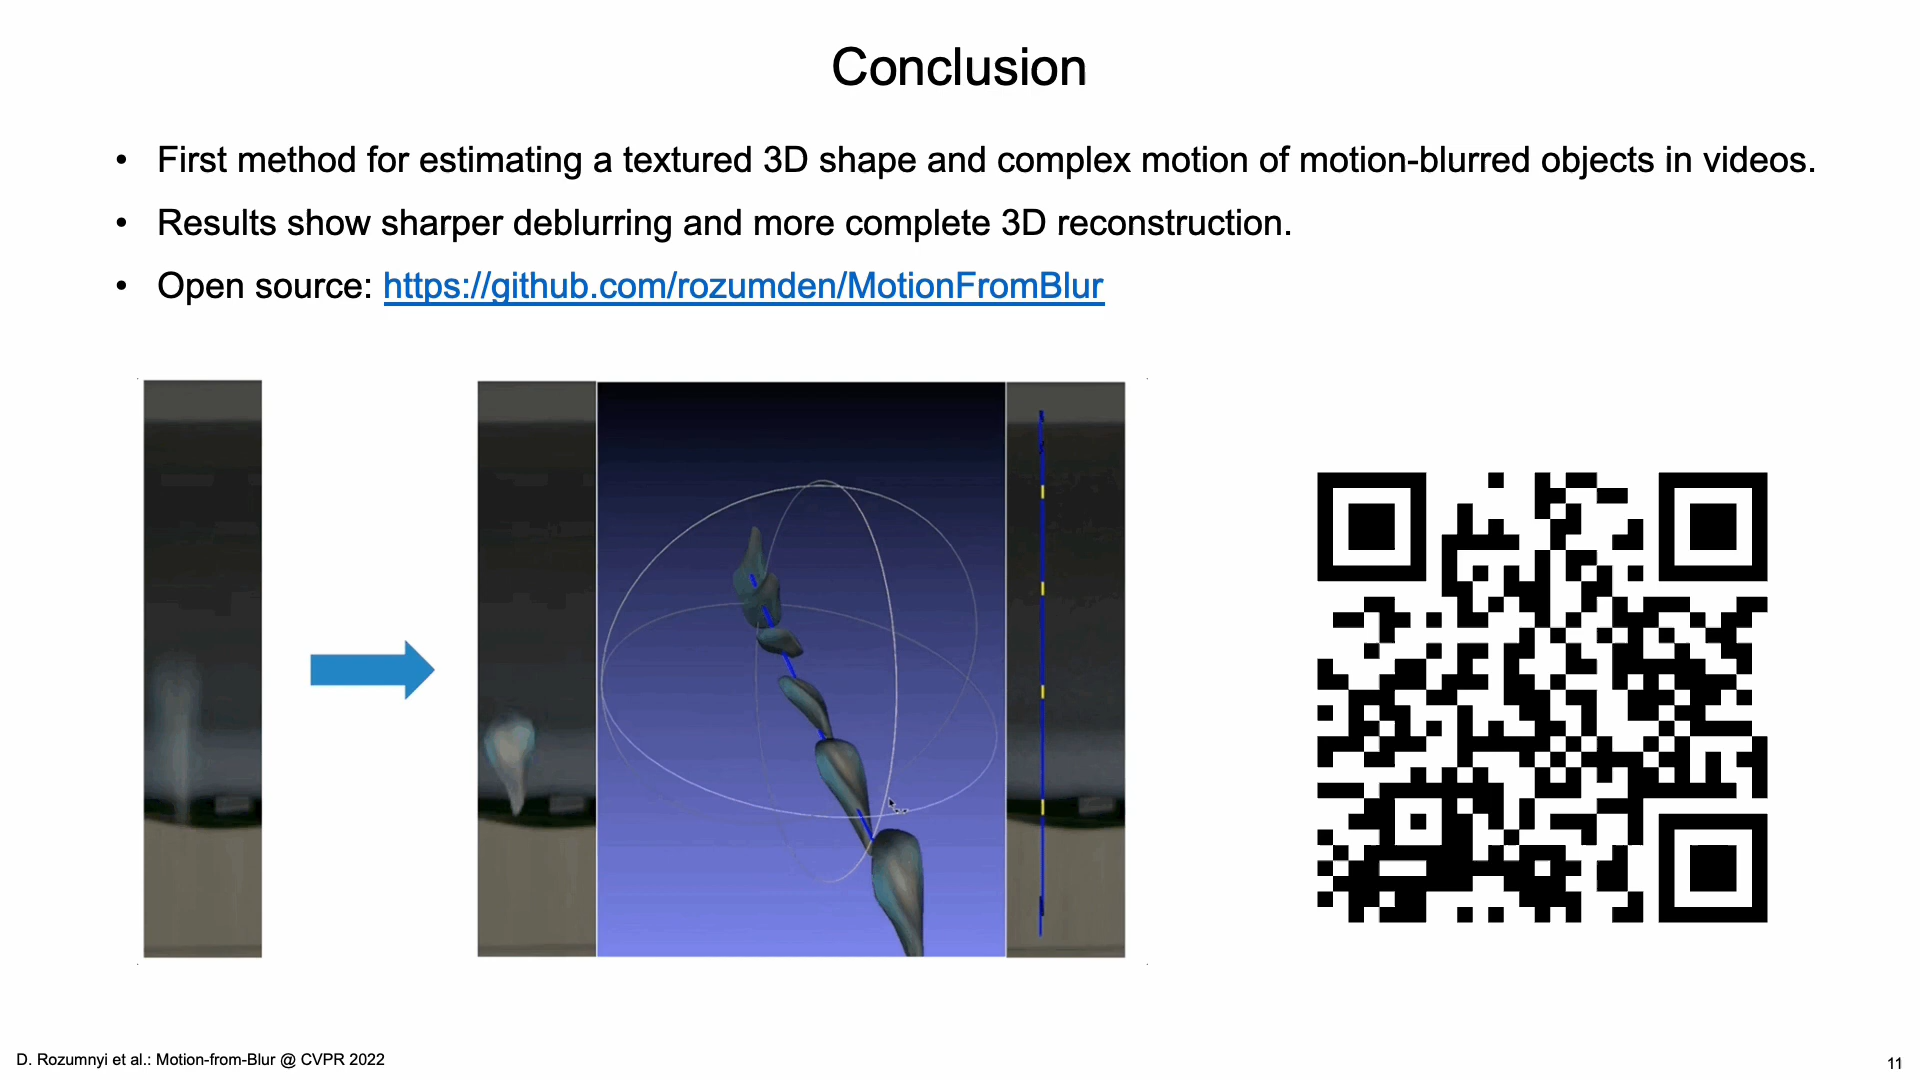 Conclusion
• First method for estimating a textured 3D shape and complex motion of motion-blurred objects in videos.
• Results show sharper deblurring and more complete 3D reconstruction.
• Open source: https://github.com/rozumden/MotionFromBlur
D. Rozumnyi et al.: Motion-from-Blur @ CVPR 2022
11